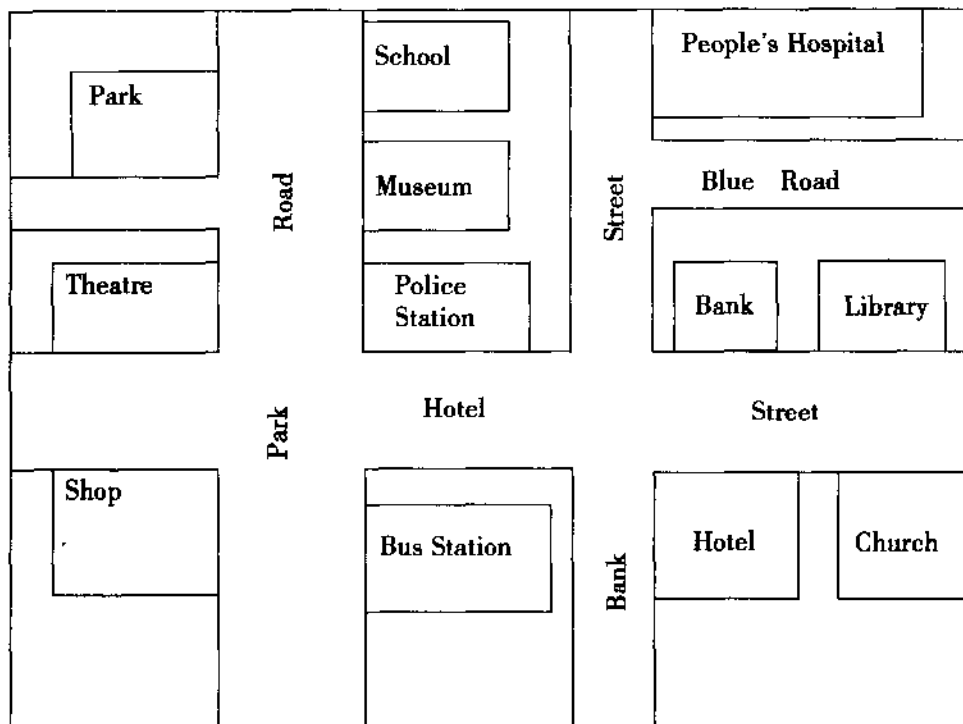 School
People's Hospital
Park
Museum
Road
Street
Blue Road
Theatre
Police
Station
Bank
Library
Park
Hotel
Street
Shop
Bus Station
Hotel
Church
Bank